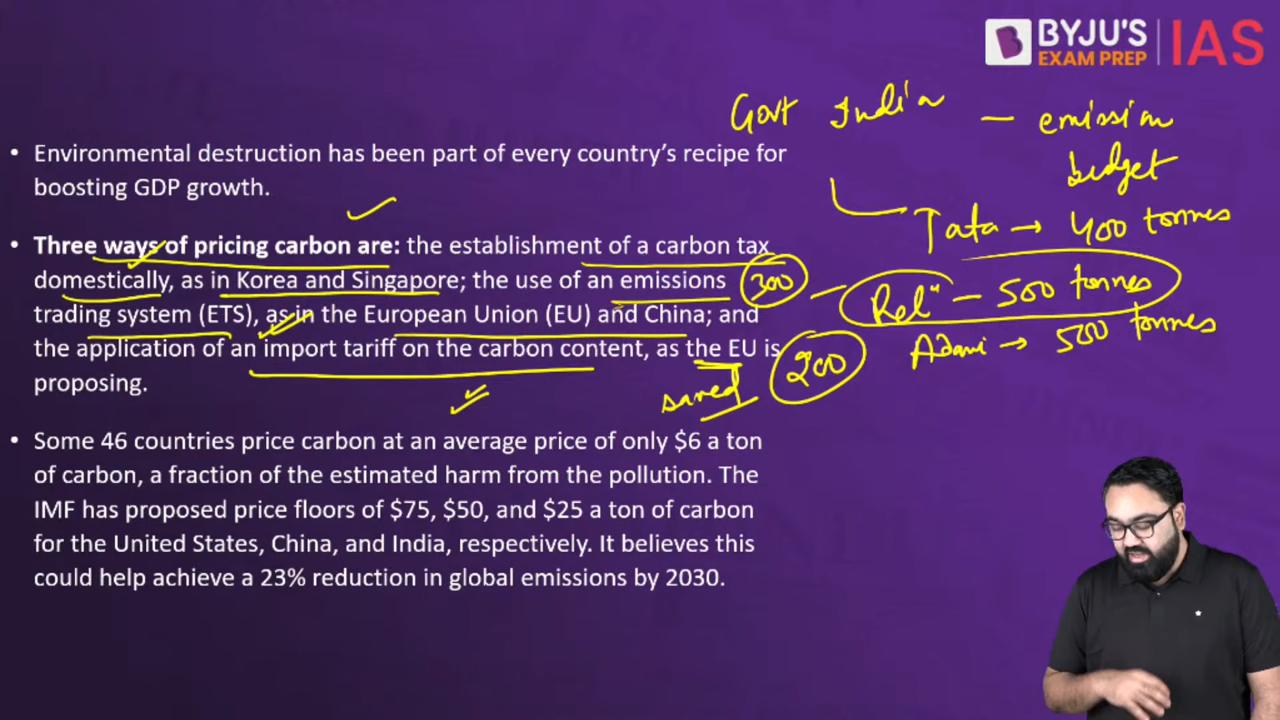 BYJU'S
EXAM PREP
IAS
Govt India — emission
budget
Tata → 400 tonnes
300 — Rel" — 500 tonnes
Adani → 500 tonnes
saved 200
• Environmental destruction has been part of every country's recipe for
boosting GDP growth.
• Three ways of pricing carbon are: the establishment of a carbon tax
domestically, as in Korea and Singapore; the use of an emissions
trading system (ETS), as in the European Union (EU) and China; and
the application of an import tariff on the carbon content, as the EU is
proposing.
• Some 46 countries price carbon at an average price of only $6 a ton
of carbon, a fraction of the estimated harm from the pollution. The
IMF has proposed price floors of $75, $50, and $25 a ton of carbon
for the United States, China, and India, respectively. It believes this
could help achieve a 23% reduction in global emissions by 2030.